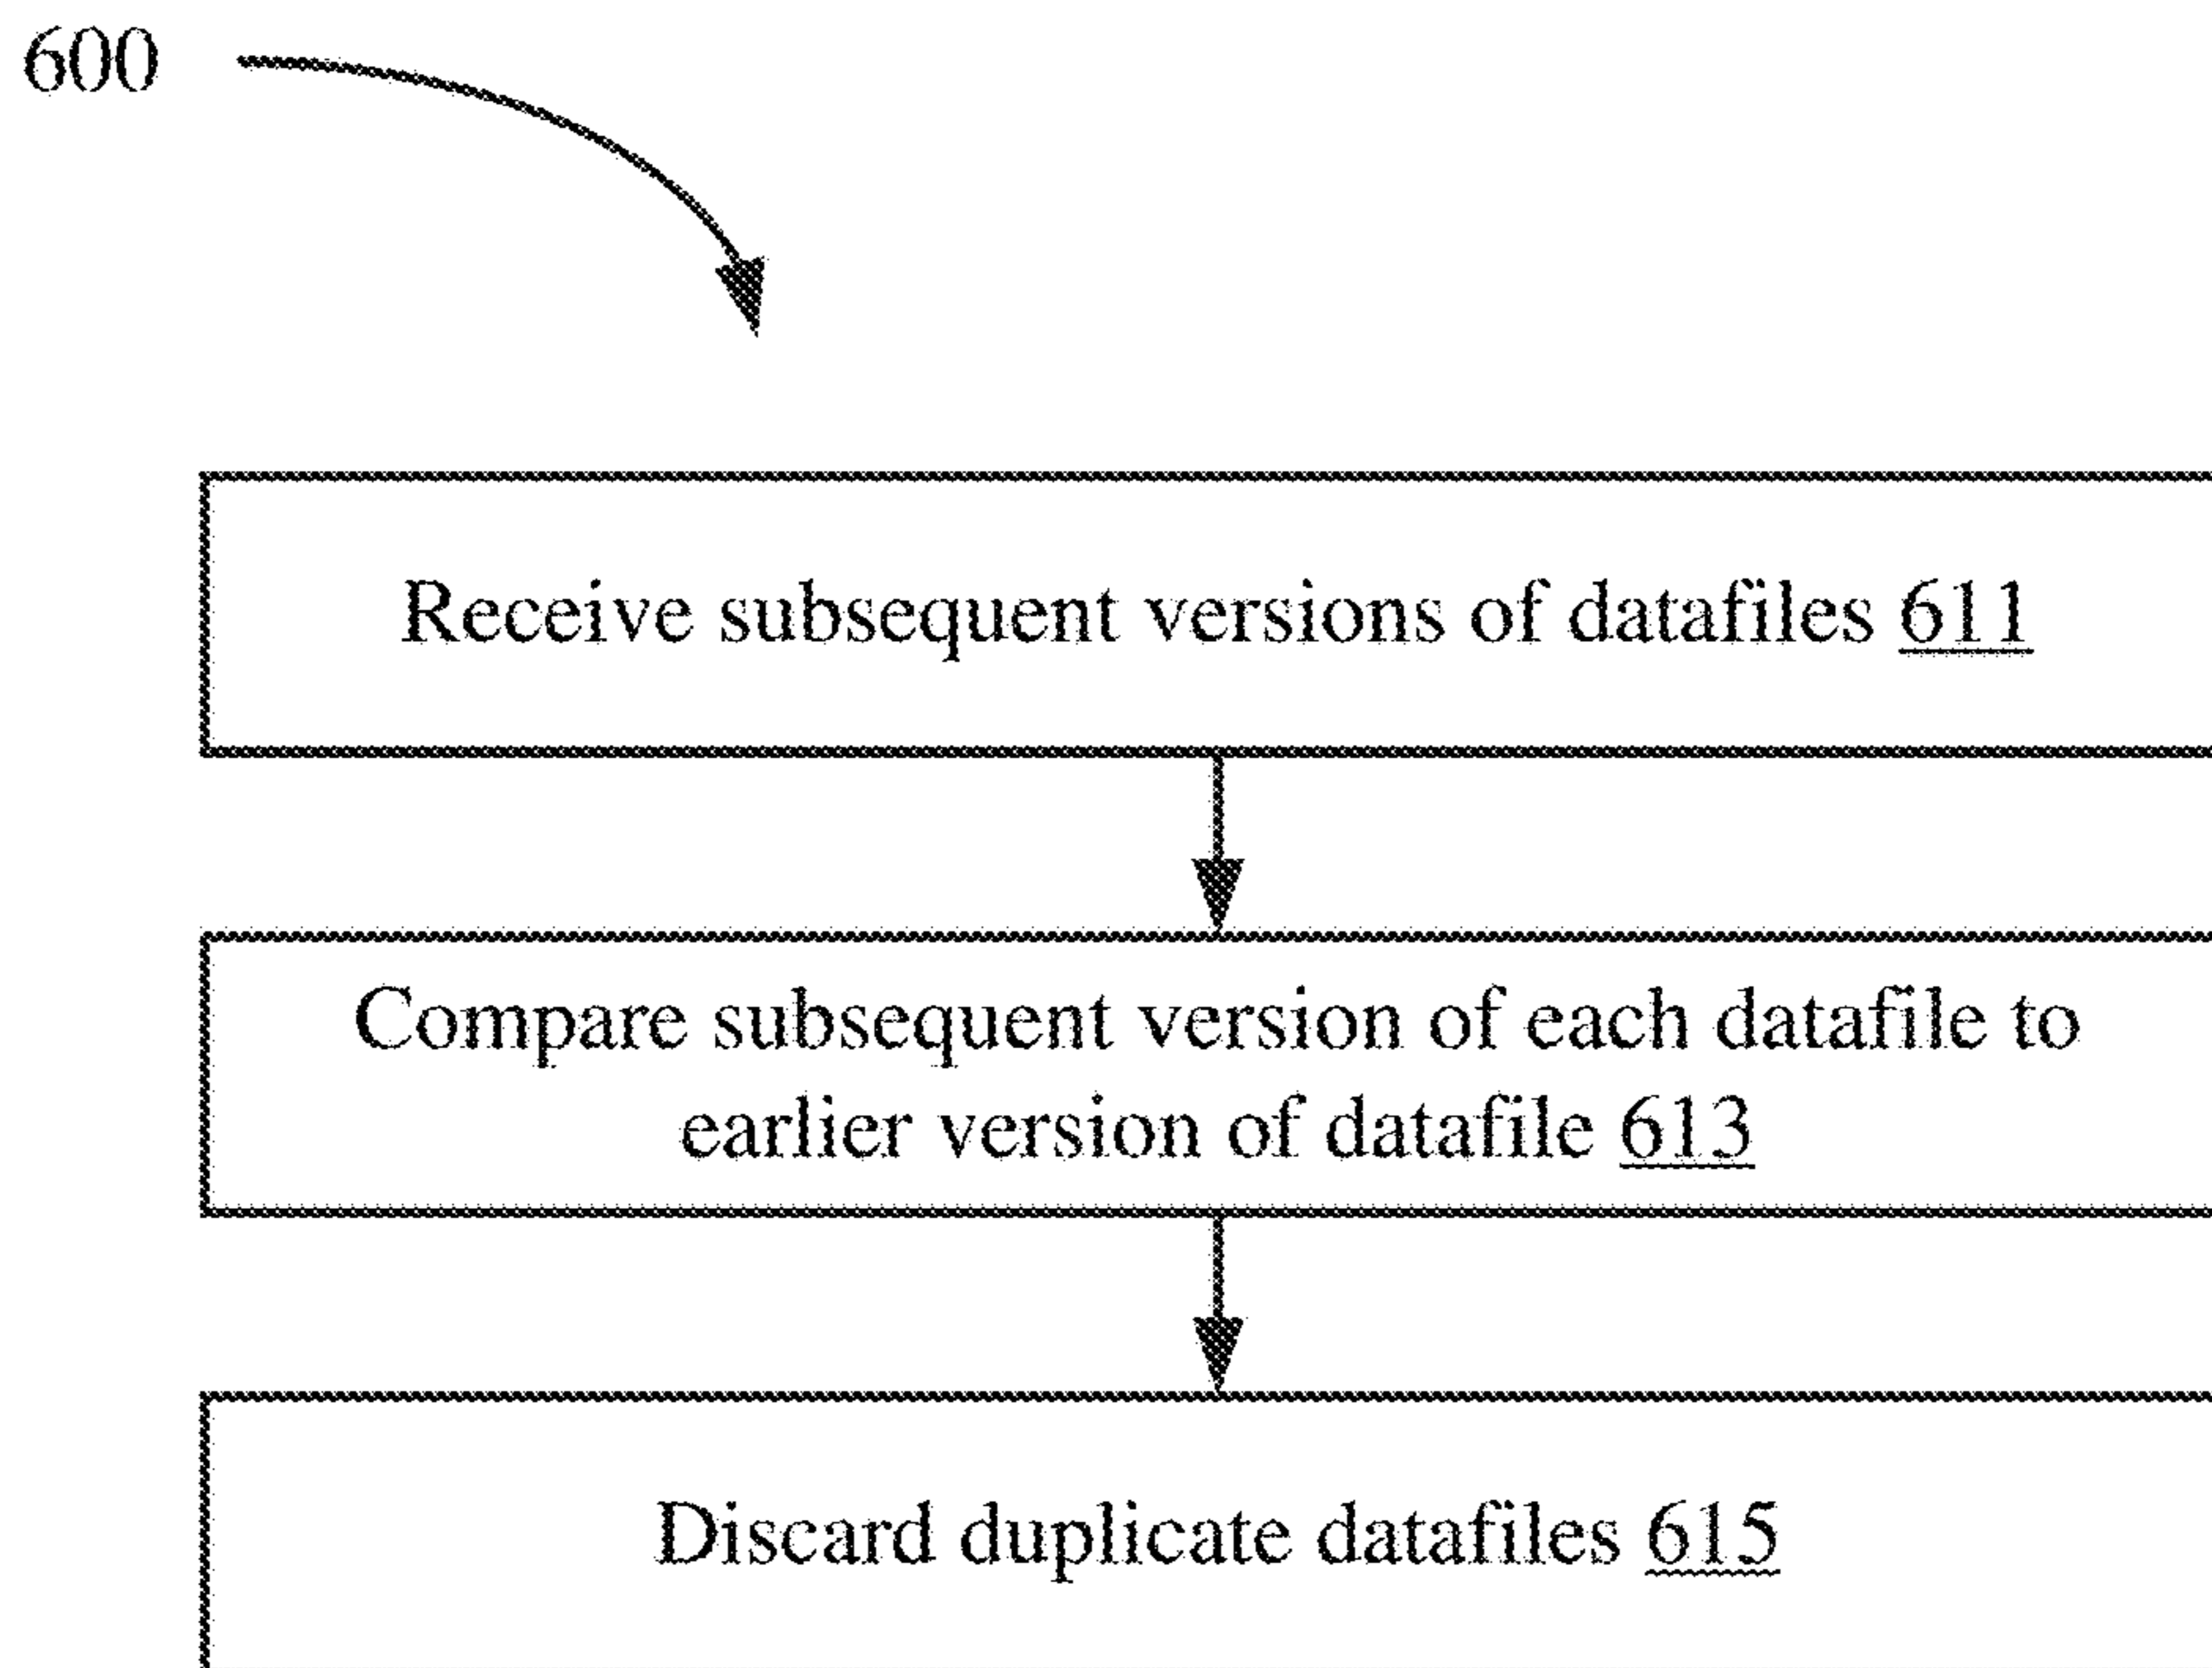 600
Receive subsequent versions of datafiles 611
Compare subsequent version of each datafile to
earlier version of datafile 613
Discard duplicate datafiles 615